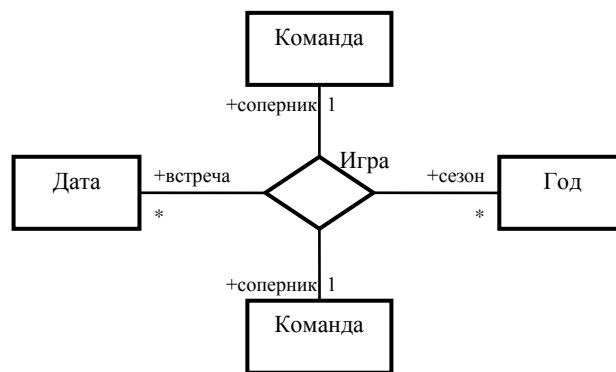 Команда
+соперник 1
Игра
Дата
+встреча
*
+сезон
*
Год
+соперник 1
Команда